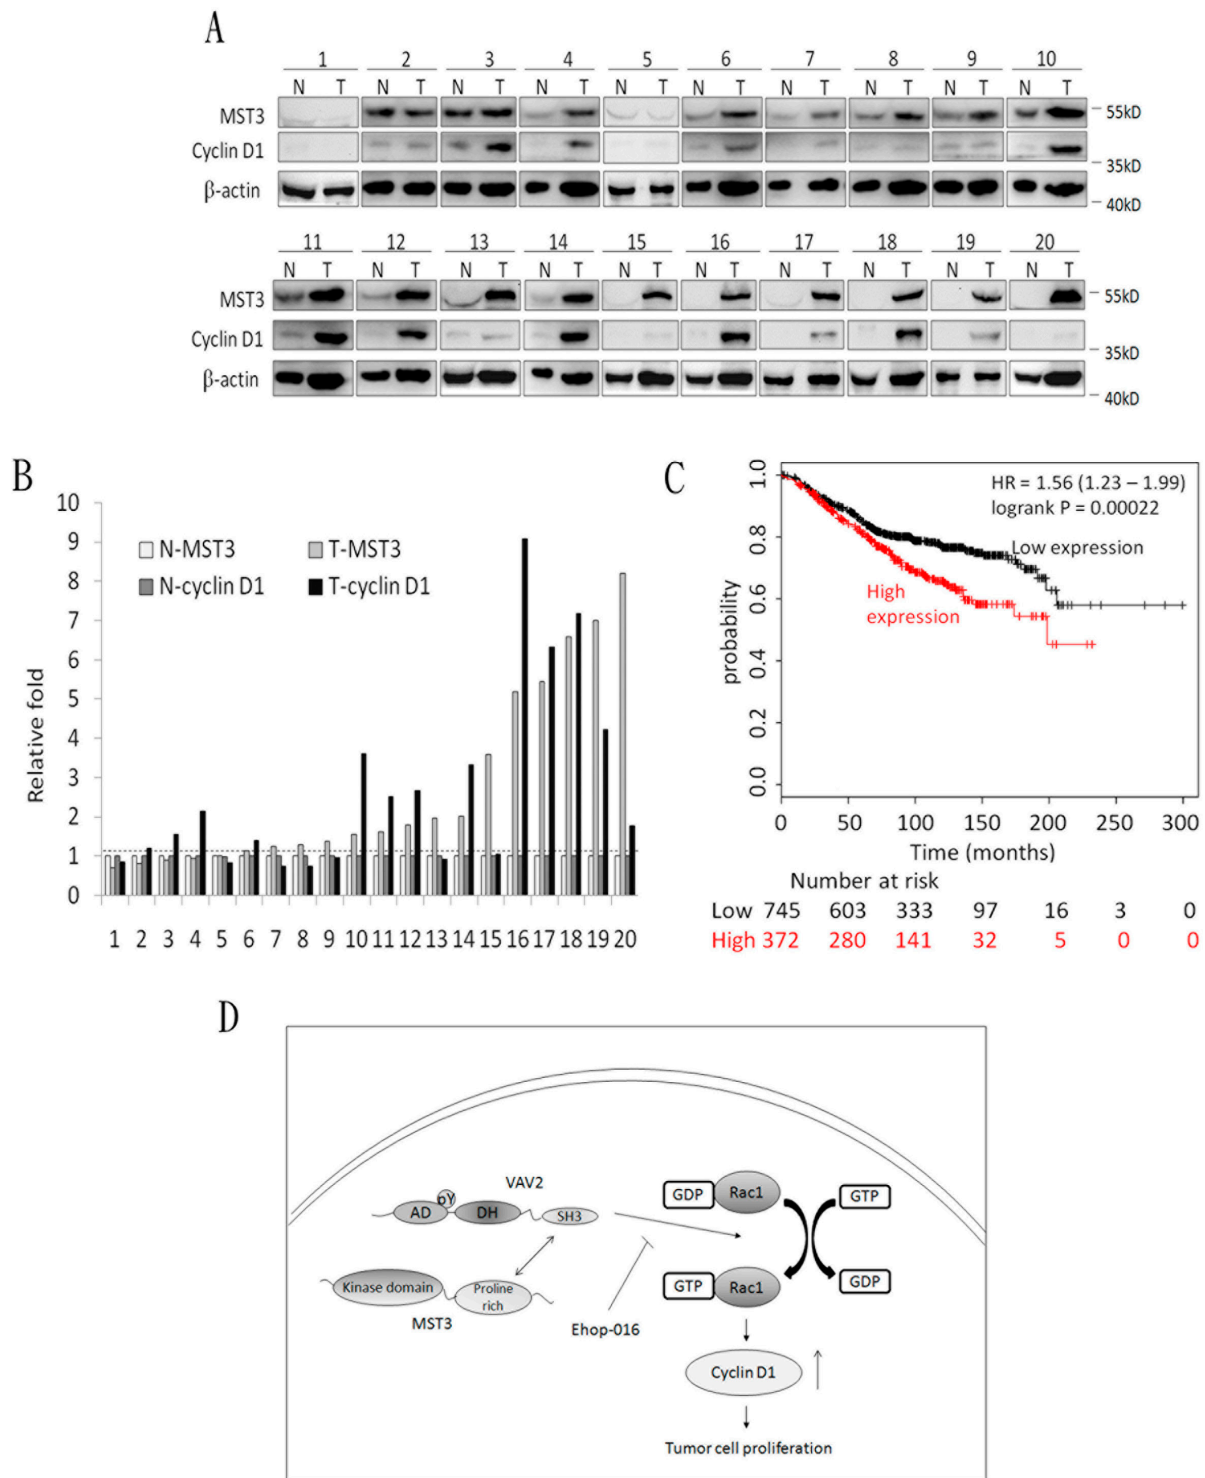 A
1 2 3 4 5 6 7 8 9 10
N T N T N T N T N T N T N T N T N T N T
MST3 55kD
Cyclin D1 35kD
β-actin 40kD
11 12 13 14 15 16 17 18 19 20
N T N T N T N T N T N T N T N T N T N T
MST3 55kD
Cyclin D1 35kD
β-actin 40kD
B
Relative fold
10
9
8
7
6
5
4
3
2
1
0
N-MST3 T-MST3
N-cyclin D1 T-cyclin D1
1 2 3 4 5 6 7 8 9 10 11 12 13 14 15 16 17 18 19 20
C
probability
1.0
0.8
0.6
0.4
0.2
0.0
HR = 1.56 (1.23 – 1.99)
logrank P = 0.00022
Low expression
High
expression
0 50 100 150 200 250 300
Time (months)
Number at risk
Low 745 603 333 97 16 3 0
High 372 280 141 32 5 0 0
D
VAV2
pY
AD DH SH3
Kinase domain Proline
rich
MST3
Ehop-016
GDP Rac1 GTP
GTP Rac1 GDP
Cyclin D1
Tumor cell proliferation